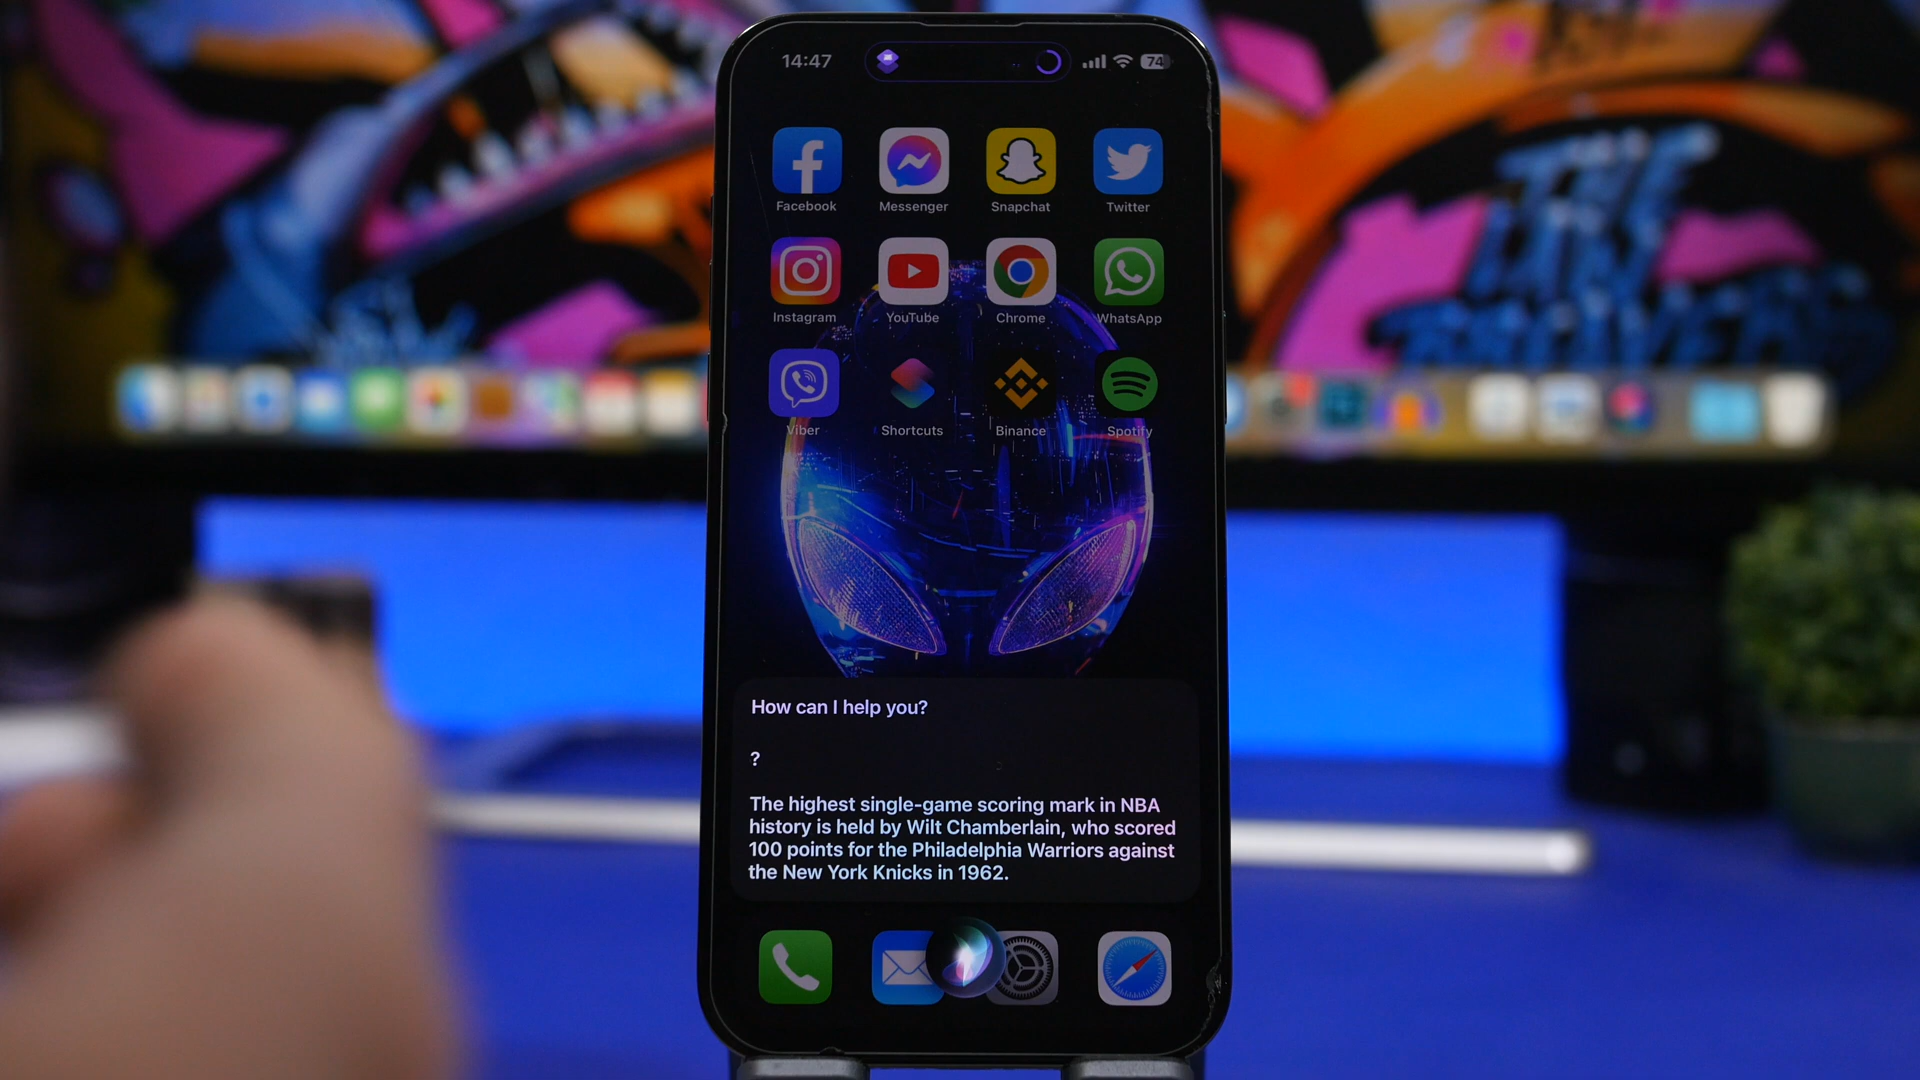 14:47
74
Facebook
Messenger
Snapchat
Twitter
Instagram
YouTube
Chrome
WhatsApp
Viber
Shortcuts
Binance
Spotify
How can I help you?
?
The highest single-game scoring mark in NBA
history is held by Wilt Chamberlain, who scored
100 points for the Philadelphia Warriors against
the New York Knicks in 1962.
THE